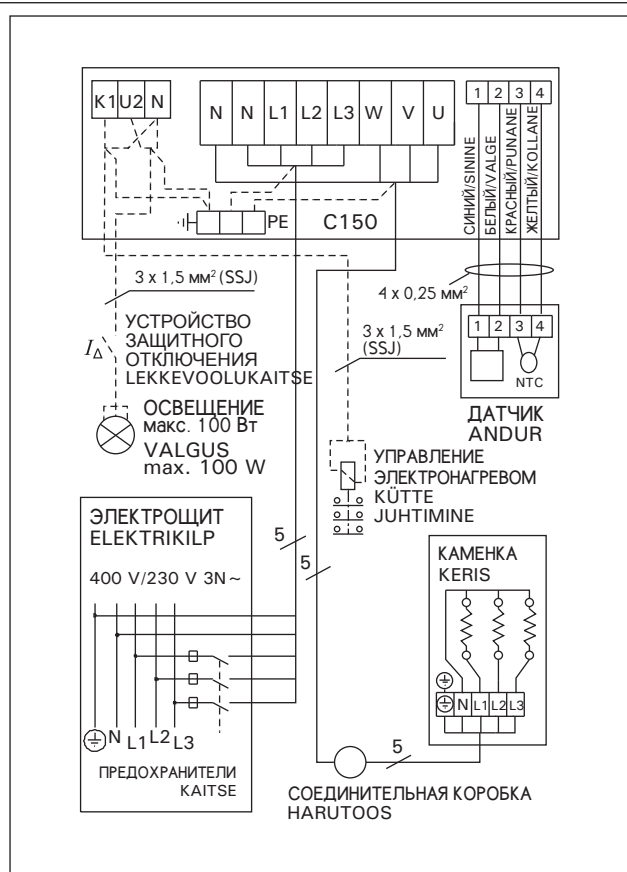 K1 U2 N
N N L1 L2 L3 W V U
1 2 3 4
СИНИЙ/SININE
БЕЛЫЙ/VALGE
КРАСНЫЙ/PUNANE
ЖЕЛТЫЙ/KOLLANE
PE
C150
3 x 1,5 мм² (SSJ)
4 x 0,25 мм²
УСТРОЙСТВО
ЗАЩИТНОГО
ОТКЛЮЧЕНИЯ
LEKKEVOOLUKAITSE
I∆
3 x 1,5 мм²
(SSJ)
1 2 3 4
NTC
ДАТЧИК
ANDUR
ОСВЕЩЕНИЕ
макс. 100 Вт
VALGUS
max. 100 W
УПРАВЛЕНИЕ
ЭЛЕКТРОНАГРЕВОМ
KÜTTE
JUHTIMINE
ЭЛЕКТРОЩИТ
ELEKTRIKILP
400 V/230 V 3N~
N L1 L2 L3
ПРЕДОХРАНИТЕЛИ
KAITSE
5
5
КАМЕНКА
KERIS
N L1 L2 L3
5
СОЕДИНИТЕЛЬНАЯ КОРОБКА
HARUTOOS